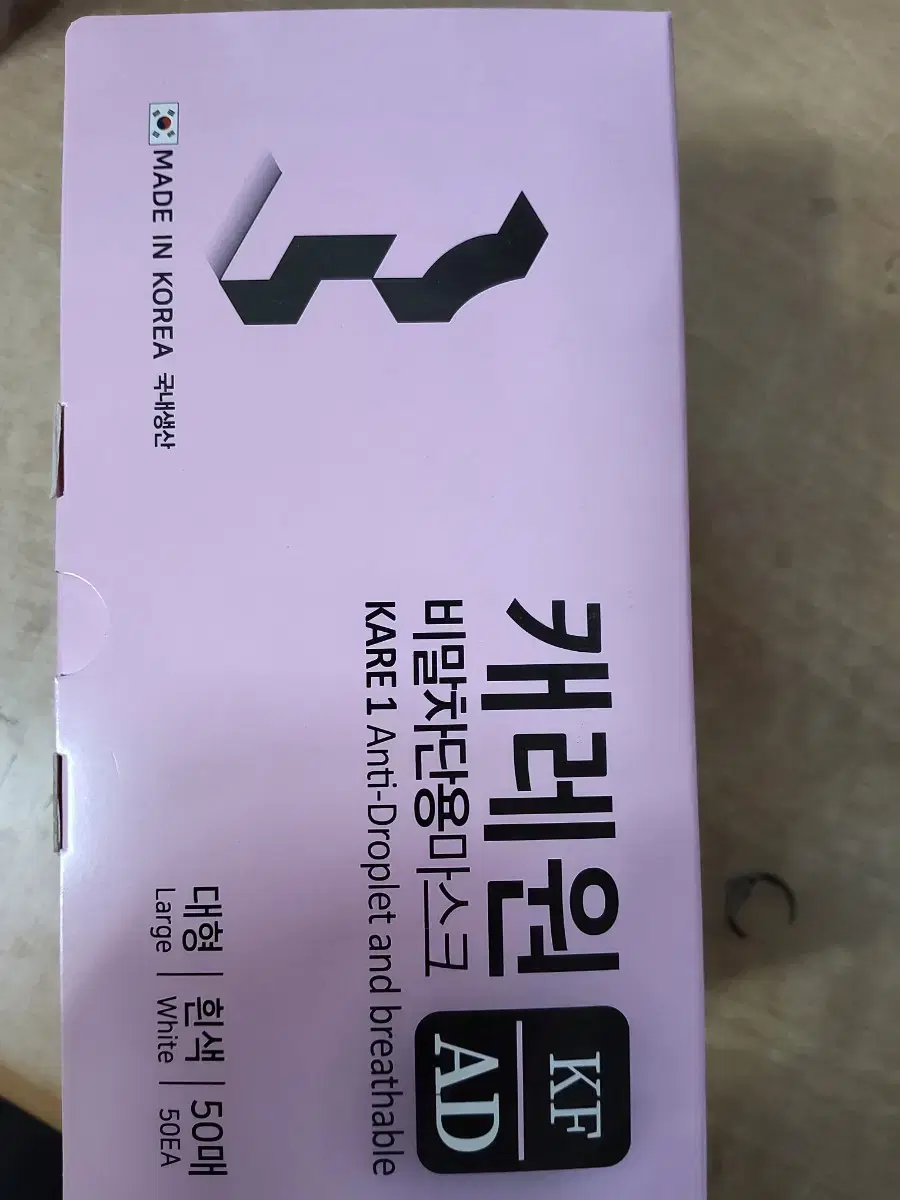 캐레원
비말차단용마스크
KARE 1 Anti-Droplet and breathable
KF
AD
대형 | 흰색 | 50매
Large White 50EA
MADE IN KOREA 국내생산